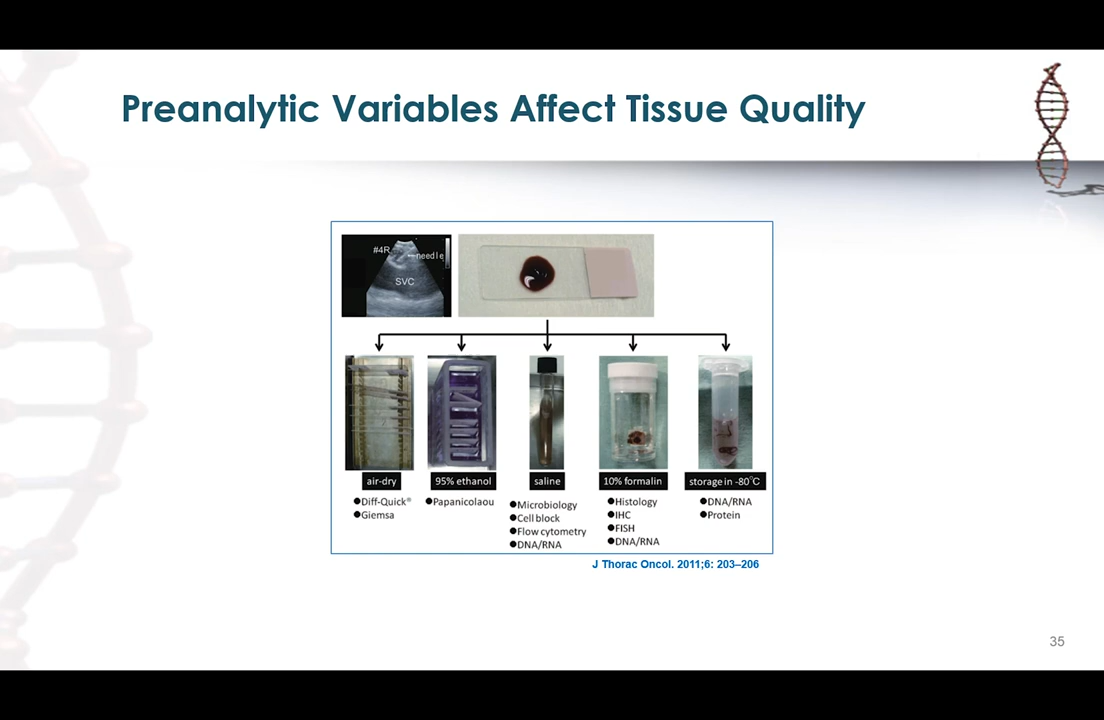 Preanalytic Variables Affect Tissue Quality
#4R
needle
SVC
air-dry
95% ethanol
saline
10% formalin
storage in -80°C
●Diff-Quick®
●Giemsa
●Papanicolaou
●Microbiology
●Cell block
●Flow cytometry
●DNA/RNA
●Histology
●IHC
●FISH
●DNA/RNA
●DNA/RNA
●Protein
J Thorac Oncol. 2011;6: 203–206
35